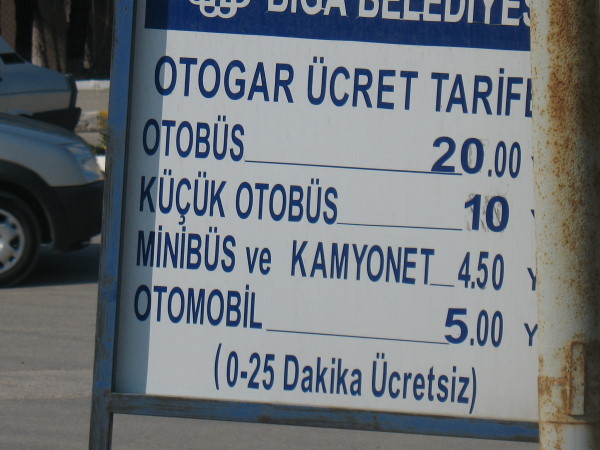 BİGA BELEDİYES
OTOGAR ÜCRET TARİFE
OTOBÜS 20.00
KÜÇÜK OTOBÜS 10
MİNİBÜS ve KAMYONET 4.50 Y
OTOMOBİL 5.00 Y
(0-25 Dakika Ücretsiz)